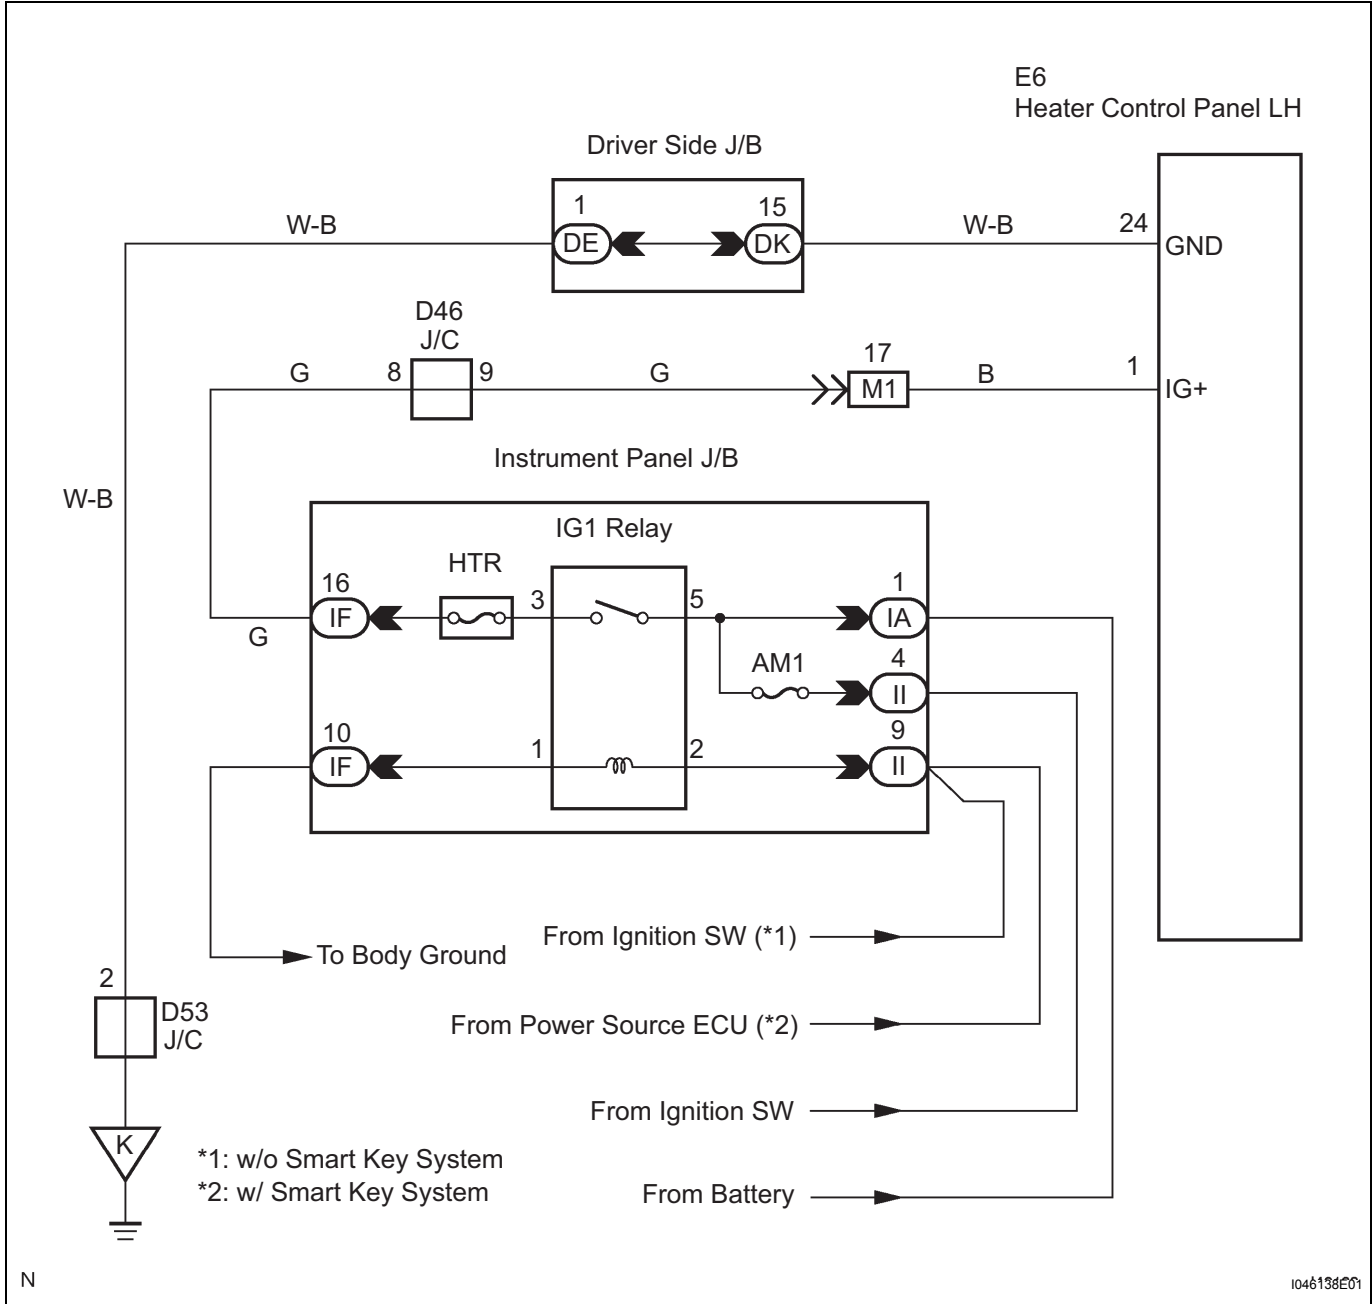 E6
Heater Control Panel LH
Driver Side J/B
1
15
W-B
DE
DK
W-B
24
GND
D46
J/C
G
8
9
G
17
M1
B
1
IG+
Instrument Panel J/B
W-B
IG1 Relay
HTR
16
IF
3
5
1
IA
G
AM1
4
II
10
IF
1
2
9
II
From Ignition SW (*1)
To Body Ground
2
D53
J/C
From Power Source ECU (*2)
From Ignition SW
K
*1: w/o Smart Key System
*2: w/ Smart Key System
From Battery
N
I046138E01